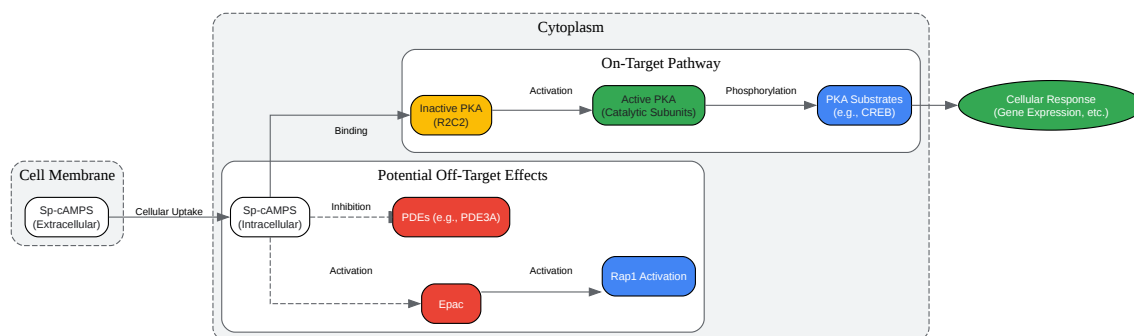 Cytoplasm
On-Target Pathway
Inactive PKA
(R2C2)
Activation
Active PKA
(Catalytic Subunits)
Phosphorylation
PKA Substrates
(e.g., CREB)
Cellular Response
(Gene Expression, etc.)
Binding
Cell Membrane
Sp-cAMPS
(Extracellular)
Cellular Uptake
Potential Off-Target Effects
Sp-cAMPS
(Intracellular)
Inhibition
PDEs (e.g., PDE3A)
Activation
Epac
Activation
Rap1 Activation